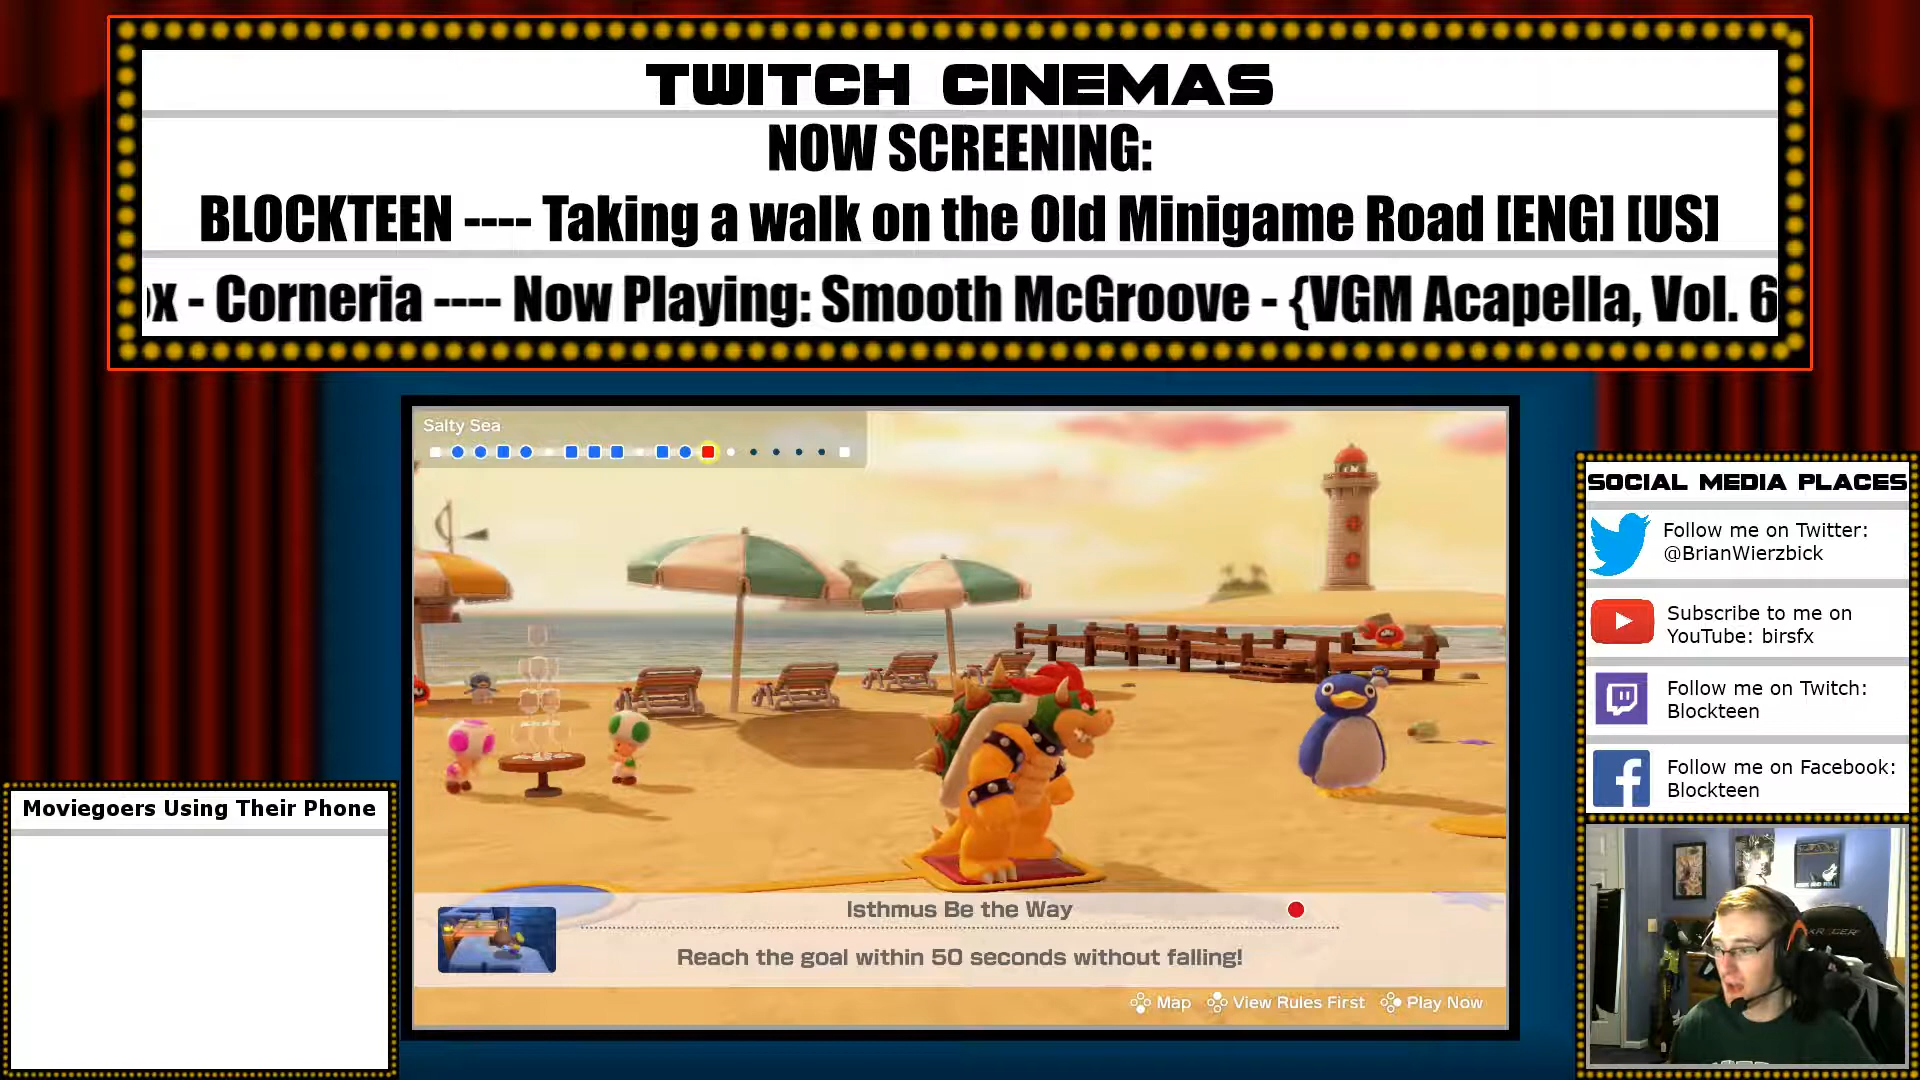 TWITCH CINEMAS
NOW SCREENING:
BLOCKTEEN ---- Taking a walk on the Old Minigame Road [ENG] [US]
x - Corneria ---- Now Playing: Smooth McGroove - {VGM Acapella, Vol. 6
Salty Sea
Isthmus Be the Way
Reach the goal within 50 seconds without falling!
Map View Rules First Play Now
Moviegoers Using Their Phone
SOCIAL MEDIA PLACES
Follow me on Twitter:
@BrianWierzbick
Subscribe to me on
YouTube: birsfx
Follow me on Twitch:
Blockteen
Follow me on Facebook:
Blockteen